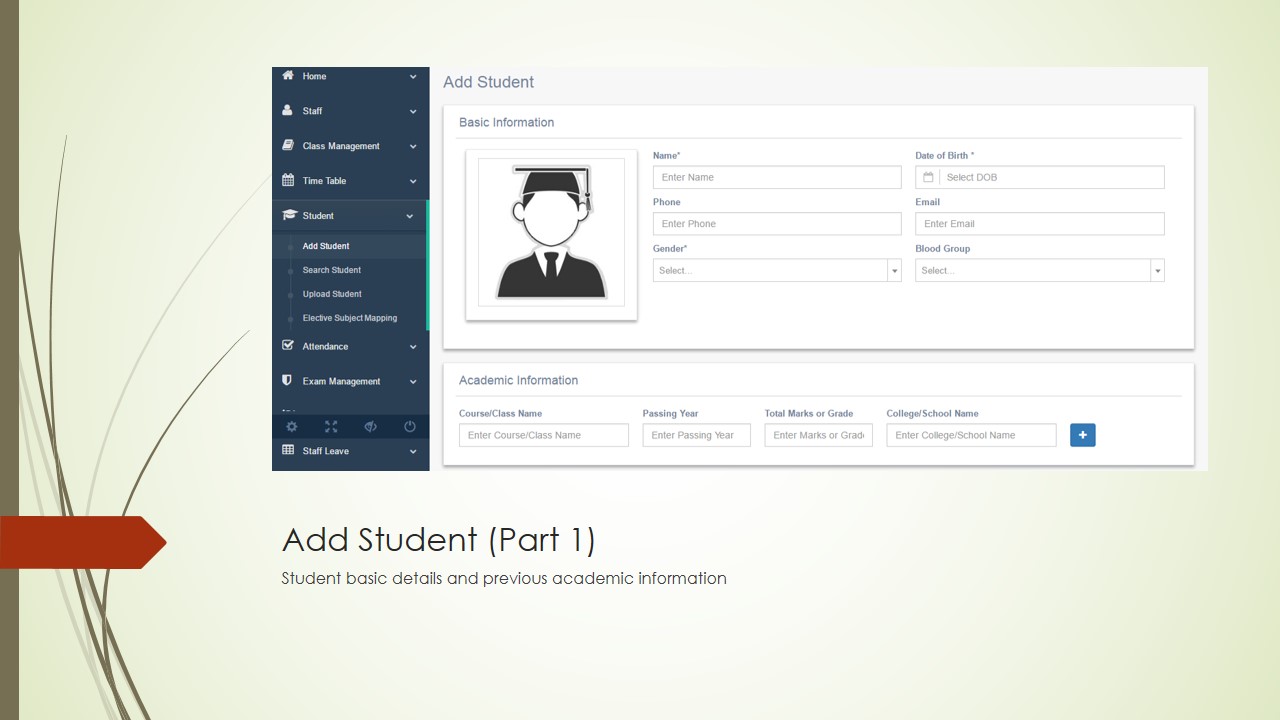 Home
Staff
Class Management
Time Table
Student
Add Student
Search Student
Upload Student
Elective Subject Mapping
Attendance
Exam Management
Staff Leave
Add Student
Basic Information
Name* Date of Birth *
Enter Name Select DOB
Phone Email
Enter Phone Enter Email
Gender* Blood Group
Select... Select...
Academic Information
Course/Class Name Passing Year Total Marks or Grade College/School Name
Enter Course/Class Name Enter Passing Year Enter Marks or Grad Enter College/School Name
Add Student (Part 1)
Student basic details and previous academic information